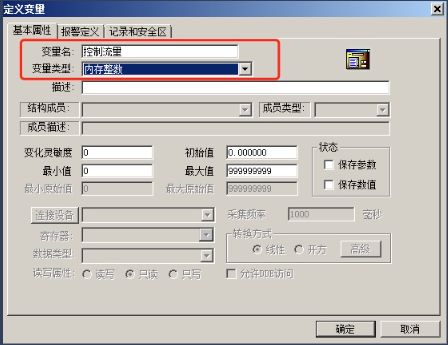 定义变量
基本属性 报警定义 记录和安全区
变量名: 控制流里
变量类型: 内存整数
描述:
结构成员: 成员类型:
成员描述:
变化灵敏度 0 初始值 0.000000 状态
最小值 0 最大值 999999999 保存参数
最小原始值 0 最大原始值 999999999 保存数值
连接设备 采集频率 1000 毫秒
寄存器: 转换方式
数据类型: 线性 开方 高级
读写属性: 读写 只读 只写 允许DDE访问
确定 取消